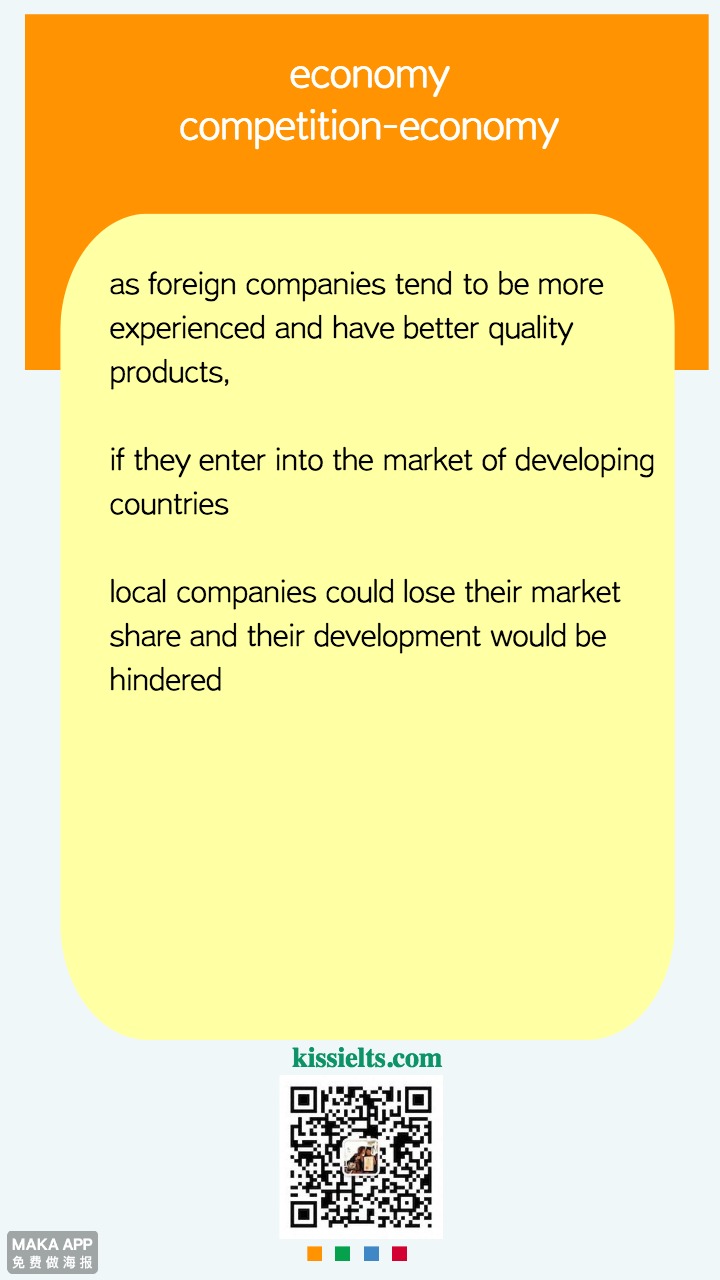 economy
competition-economy
as foreign companies tend to be more
experienced and have better quality
products,
if they enter into the market of developing
countries
local companies could lose their market
share and their development would be
hindered
kissielts.com
MAKA APP
免费做海报